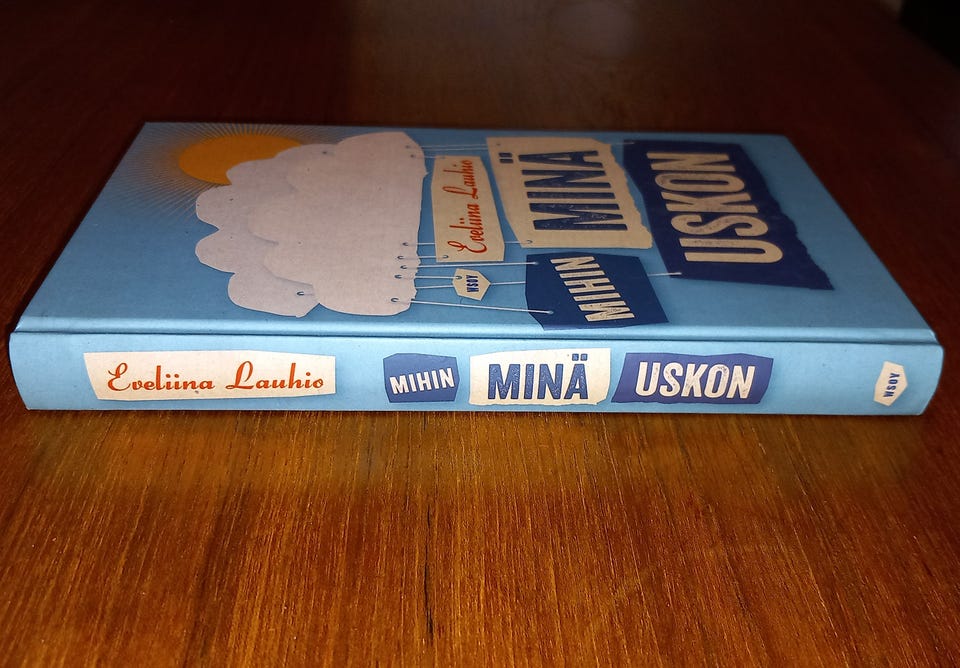 Eveliina Lauhio
MINÄ
USKON
MIHIN
WSOY
Eveliina Lauhio MIHIN MINÄ USKON WSOY